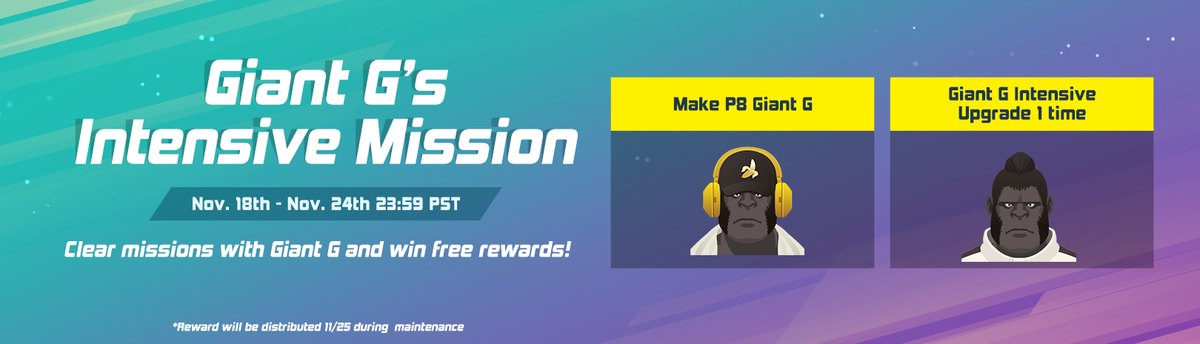 Giant G's
Intensive Mission
Nov. 18th - Nov. 24th 23:59 PST
Clear missions with Giant G and win free rewards!
*Reward will be distributed 11/25 during maintenance
Make P8 Giant G
Giant G Intensive
Upgrade 1 time